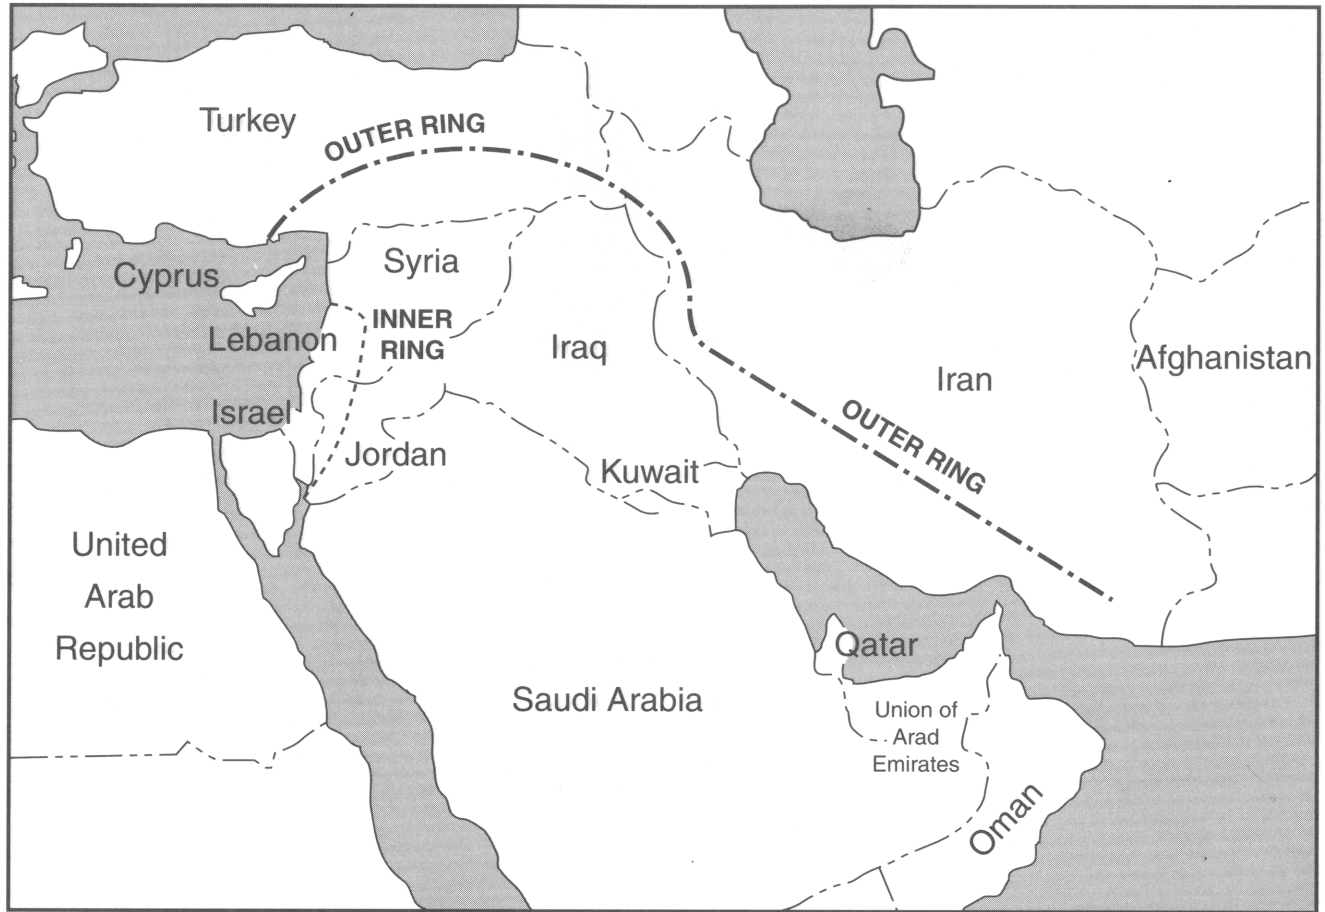 Turkey
OUTER RING
Syria
Cyprus
INNER
RING
Lebanon
Iraq
Afghanistan
Iran
Israel
OUTER RING
Jordan
Kuwait
United
Arab
Republic
Qatar
Saudi Arabia
Union of
Arad
Emirates
Oman